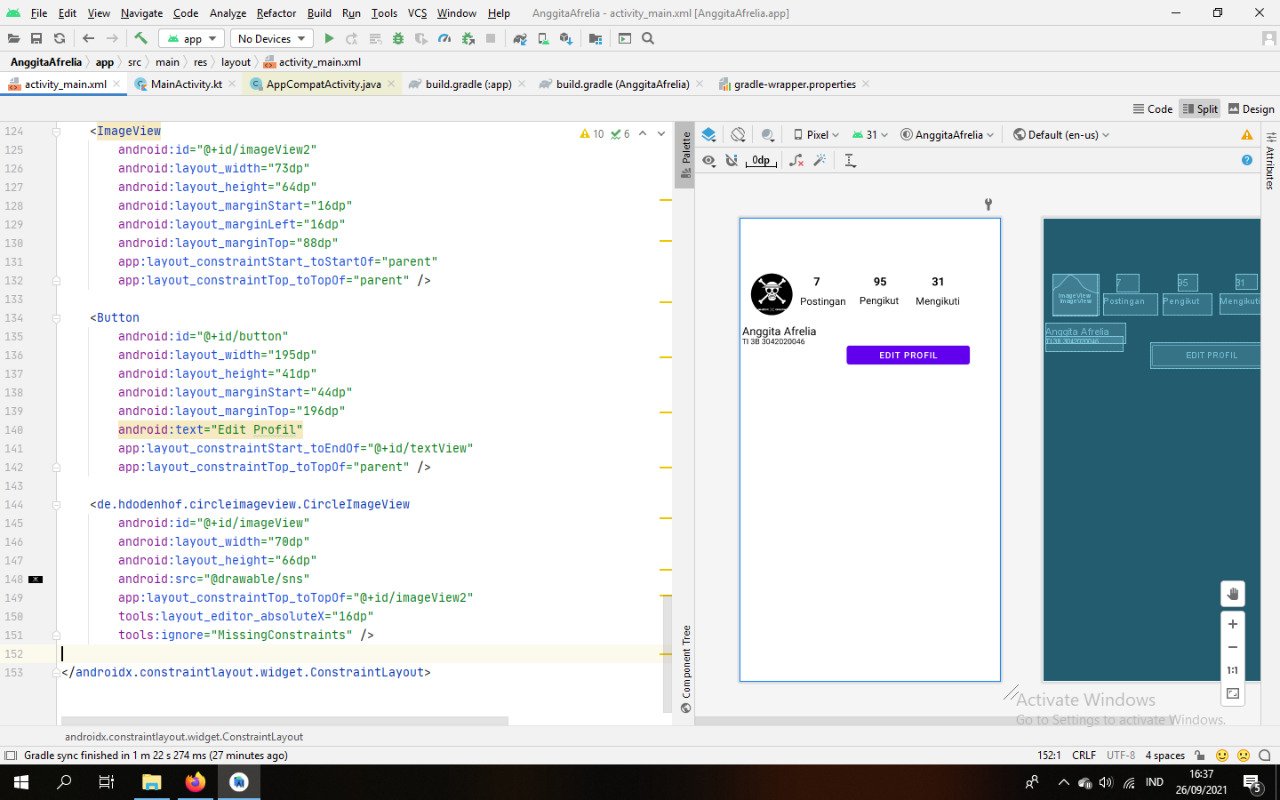 File Edit View Navigate Code Analyze Refactor Build Run Tools VCS Window Help AnggitaAfrelia - activity_main.xml [AnggitaAfrelia.app]
app No Devices
AnggitaAfrelia app src main res layout activity_main.xml
activity_main.xml MainActivity.kt AppCompatActivity.java build.gradle (:app) build.gradle (AnggitaAfrelia) gradle-wrapper.properties
Code Split Design
10 6
124 <ImageView
125 android:id="@+id/imageView2"
126 android:layout_width="73dp"
127 android:layout_height="64dp"
128 android:layout_marginStart="16dp"
129 android:layout_marginLeft="16dp"
130 android:layout_marginTop="88dp"
131 app:layout_constraintStart_toStartOf="parent"
132 app:layout_constraintTop_toTopOf="parent" />
133
134 <Button
135 android:id="@+id/button"
136 android:layout_width="195dp"
137 android:layout_height="41dp"
138 android:layout_marginStart="44dp"
139 android:layout_marginTop="196dp"
140 android:text="Edit Profil"
141 app:layout_constraintStart_toEndOf="@+id/textView"
142 app:layout_constraintTop_toTopOf="parent" />
143
144 <de.hdodenhof.circleimageview.CircleImageView
145 android:id="@+id/imageView"
146 android:layout_width="70dp"
147 android:layout_height="66dp"
148 android:src="@drawable/sns"
149 app:layout_constraintTop_toTopOf="@+id/imageView2"
150 tools:layout_editor_absoluteX="16dp"
151 tools:ignore="MissingConstraints" />
152
153 </androidx.constraintlayout.widget.ConstraintLayout>
Palette
Component Tree
Pixel 31 AnggitaAfrelia Default (en-us)
0dp
Attributes
7 95 31
Postingan Pengikut Mengikuti
Anggita Afrelia
TI 3B 3042020046
EDIT PROFIL
7 95 31
ImageView
ImageView
Postingan Pengikut Mengikuti
Anggita Afrelia
TI 3B 3042020046
EDIT PROFIL
1:1
Activate Windows
Go to Settings to activate Windows.
androidx.constraintlayout.widget.ConstraintLayout
Gradle sync finished in 1 m 22 s 274 ms (27 minutes ago) 152:1 CRLF UTF-8 4 spaces
IND 16:37
26/09/2021 5